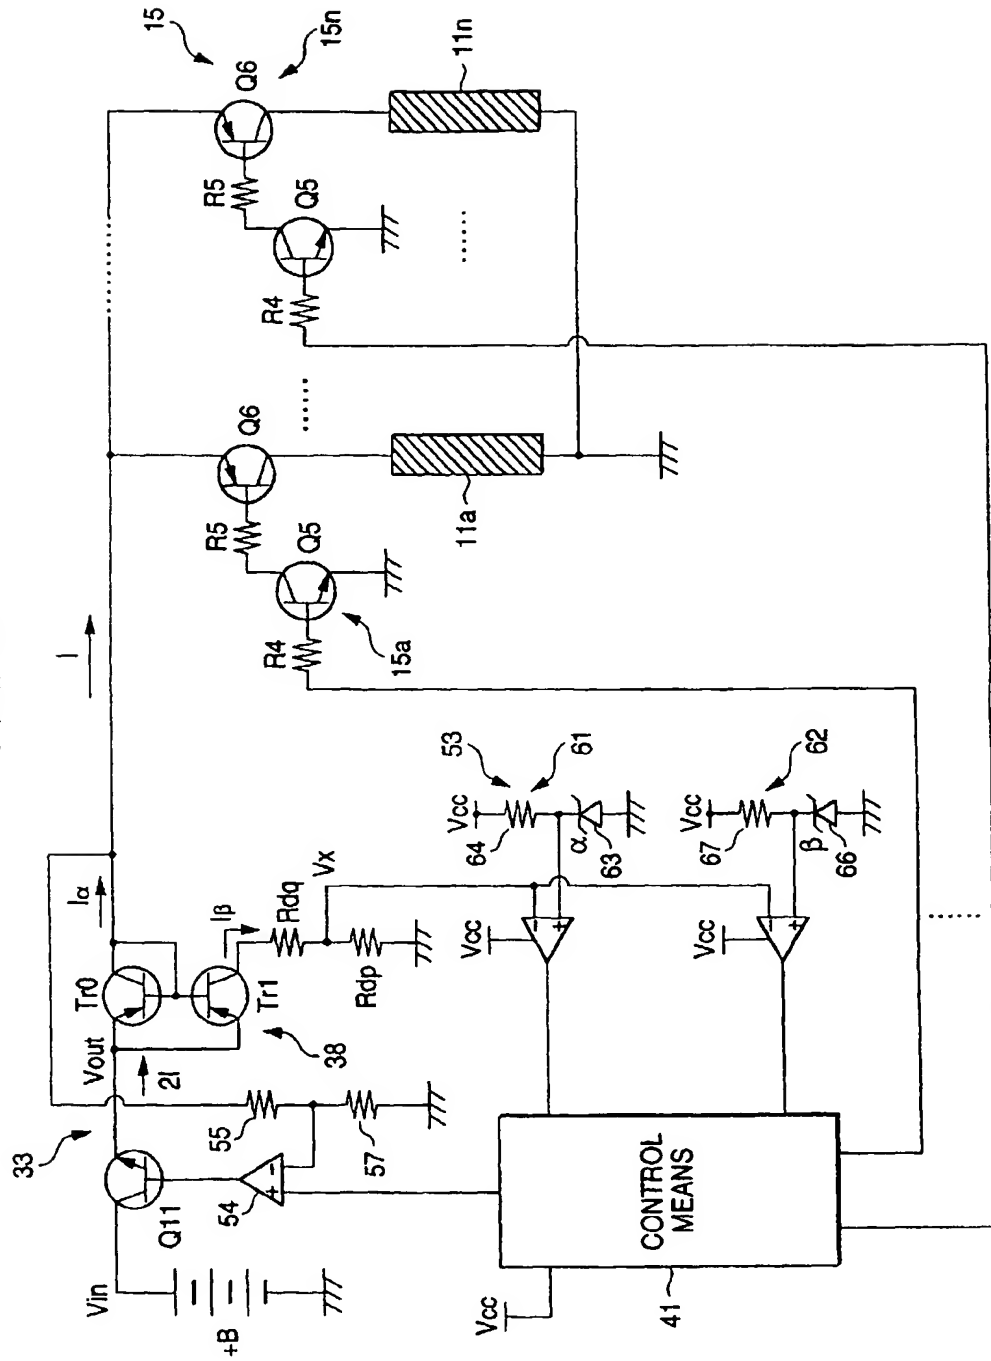 15
15n
Q6
R5
Q5
R4
11n
Q6
R5
Q5
R4
15a
11a
I
Iα
Tr0
Vout
2I
33
Q11
Vin
+B
Tr1
38
Iβ
Rdq
Vx
Rdp
55
57
54
- +
53
61
Vcc
64
α
63
62
Vcc
67
β
66
Vcc
- +
Vcc
- +
CONTROL
MEANS
41
Vcc